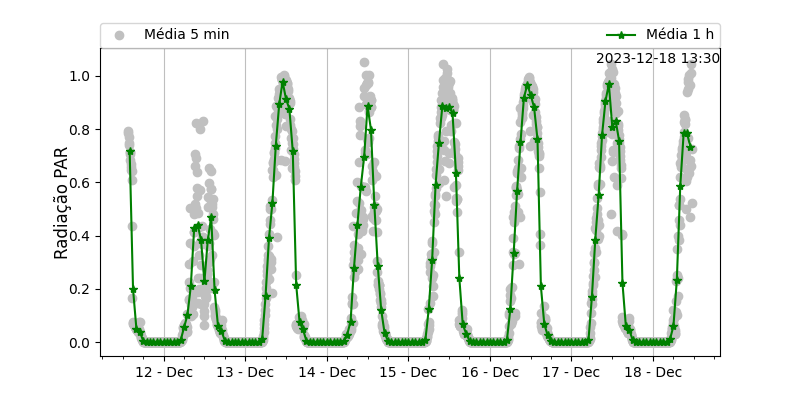 Média 5 min
Média 1 h
2023-12-18 13:30
Radiação PAR
1.0
0.8
0.6
0.4
0.2
0.0
12 - Dec
13 - Dec
14 - Dec
15 - Dec
16 - Dec
17 - Dec
18 - Dec